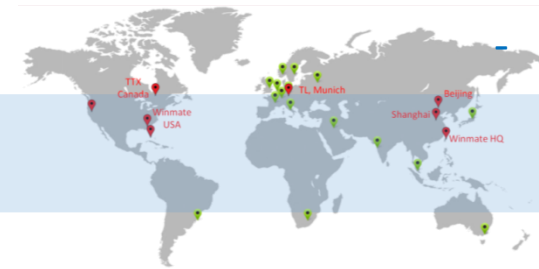 TTX
Canada
Winmate
USA
TL, Munich
Beijing
Shanghai
Winmate HQ